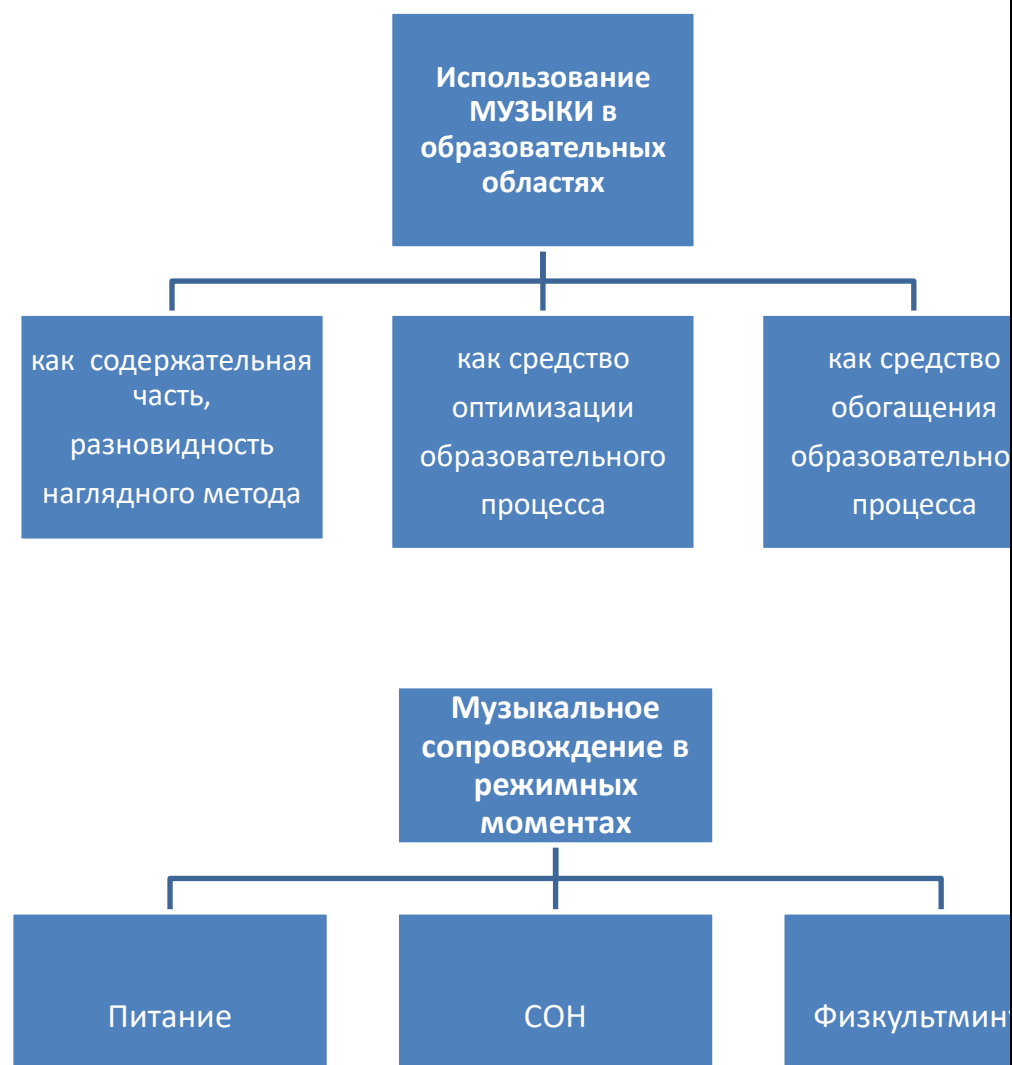 Использование
МУЗЫКИ в
образовательных
областях
как содержательная
часть,
разновидность
наглядного метода
как средство
оптимизации
образовательного
процесса
как средство
обогащения
образовательно
процесса
Музыкальное
сопровождение в
режимных
моментах
Питание
СОН
Физкультмин